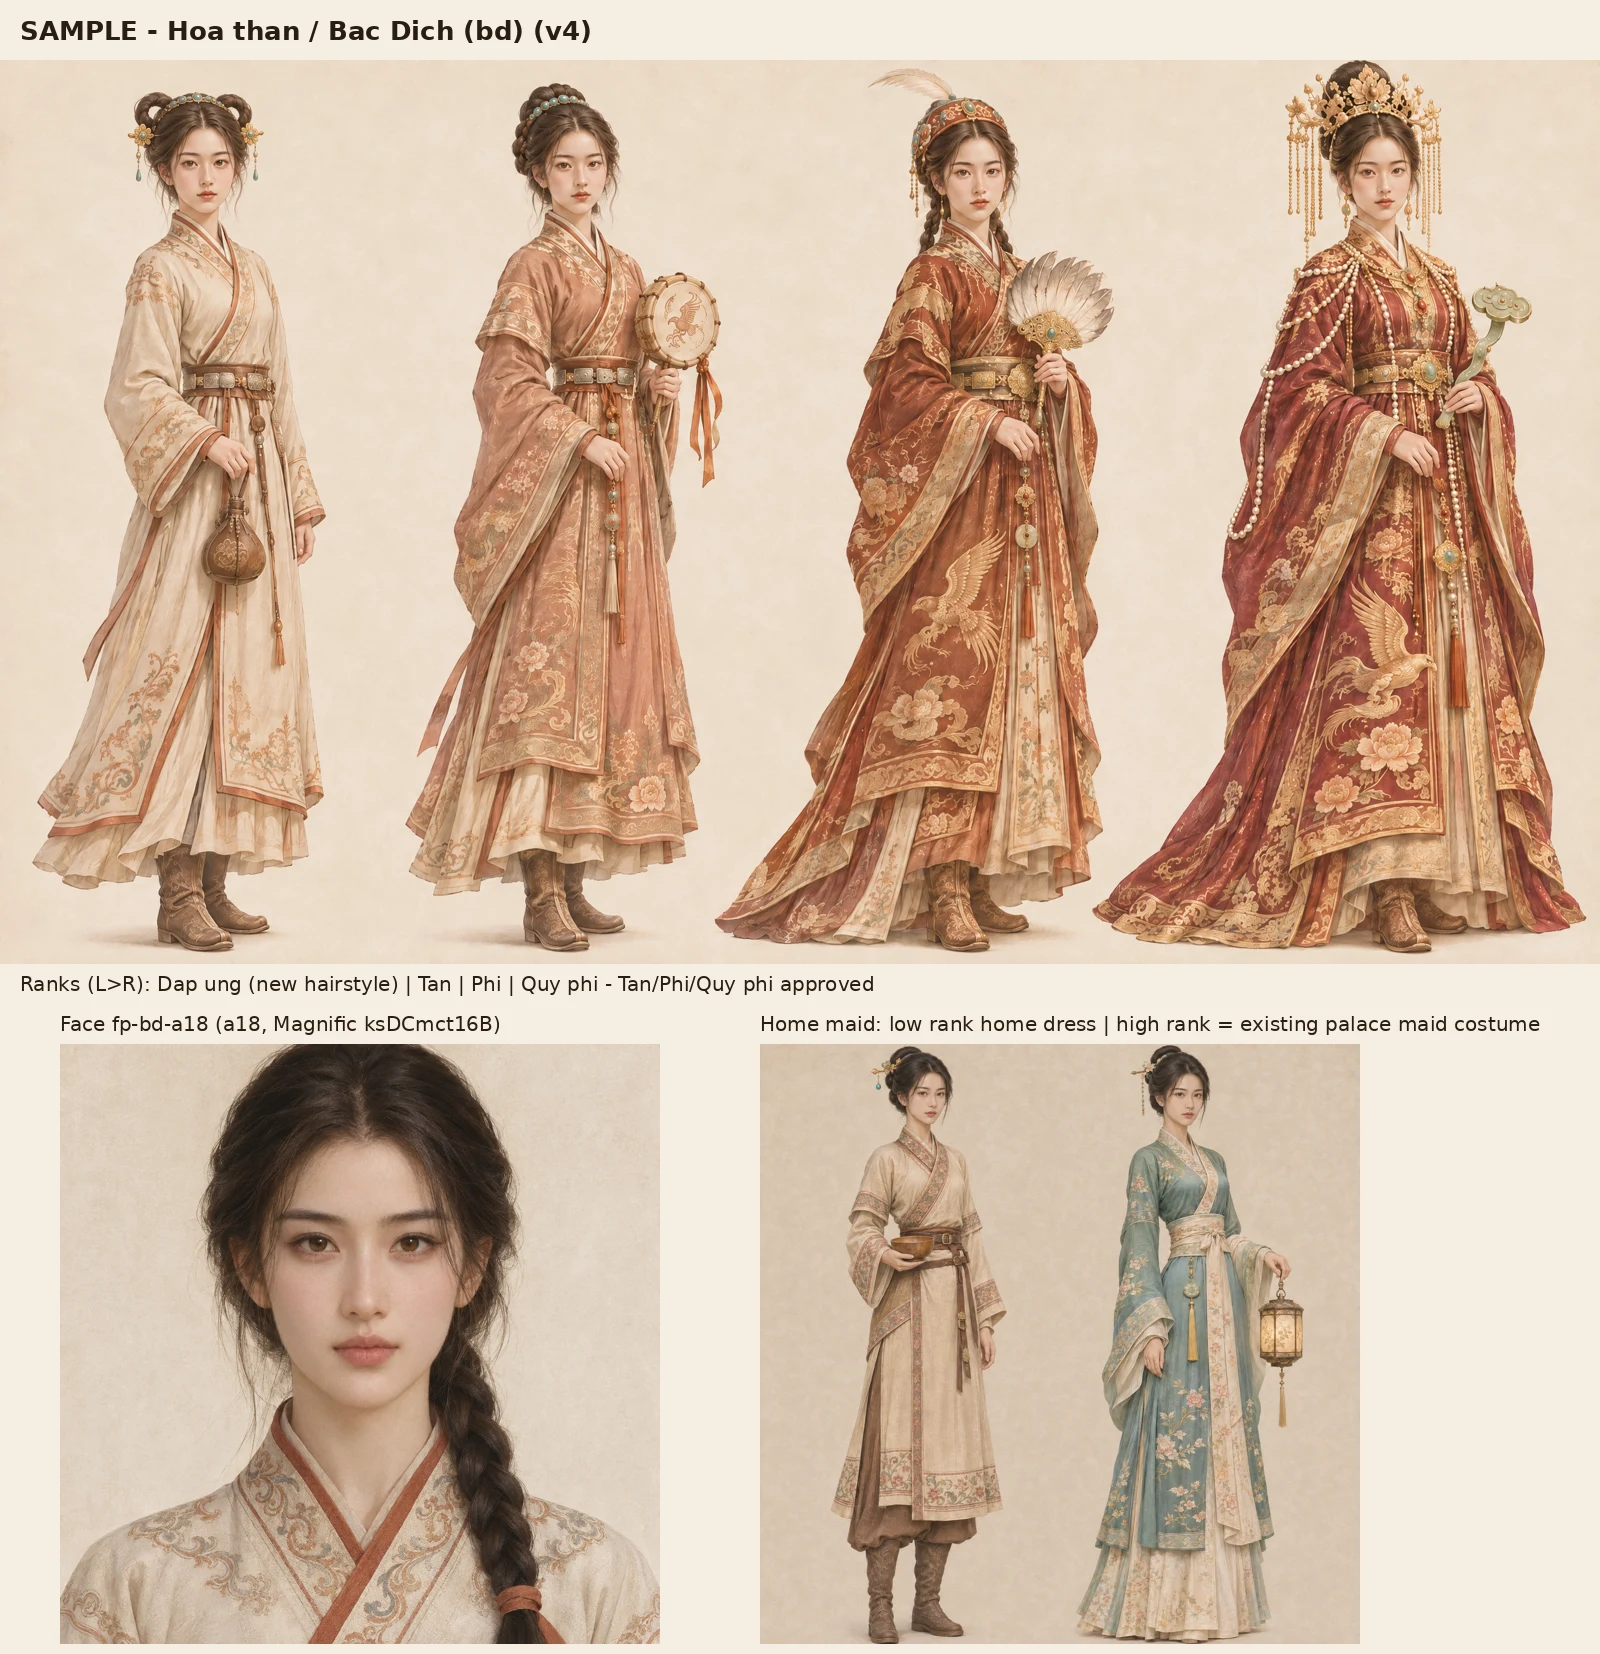 SAMPLE - Hoa than / Bac Dich (bd) (v4)
Ranks (L>R): Dap ung (new hairstyle) | Tan | Phi | Quy phi - Tan/Phi/Quy phi approved
Face fp-bd-a18 (a18, Magnific ksDCmct16B)
Home maid: low rank home dress | high rank = existing palace maid costume